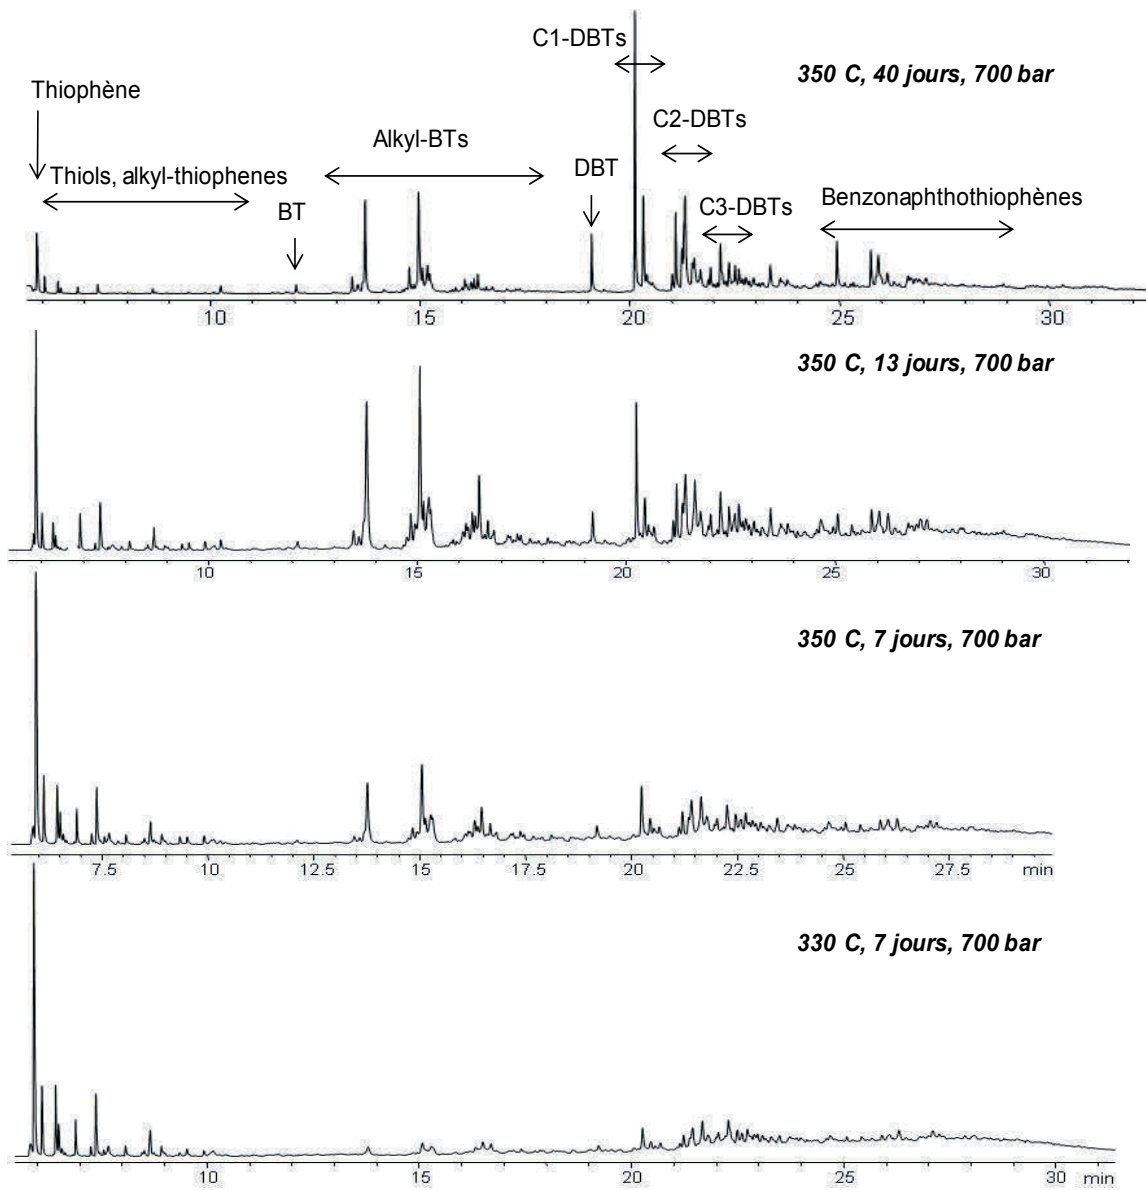 C1-DBTs
350 C, 40 jours, 700 bar
Thiophène
C2-DBTs
Alkyl-BTs
DBT
Thiols, alkyl-thiophenes
BT
C3-DBTs
Benzonaphthothiophènes
10 15 20 25 30
350 C, 13 jours, 700 bar
10 15 20 25 30
350 C, 7 jours, 700 bar
7.5 10 12.5 15 17.5 20 22.5 25 27.5 min
330 C, 7 jours, 700 bar
10 15 20 25 30 min